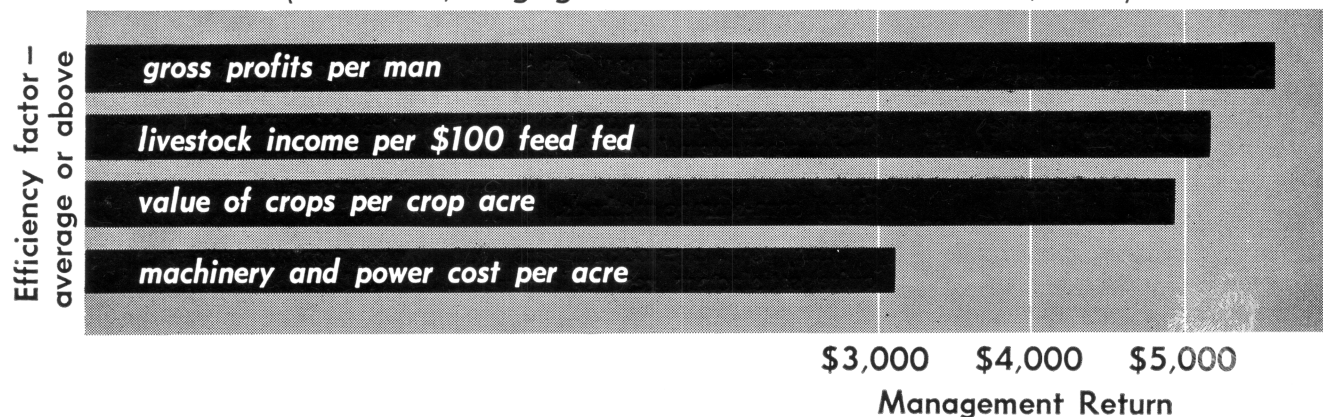 Efficiency factor —
average or above
gross profits per man
livestock income per $100 feed fed
value of crops per crop acre
machinery and power cost per acre
$3,000 $4,000 $5,000
Management Return